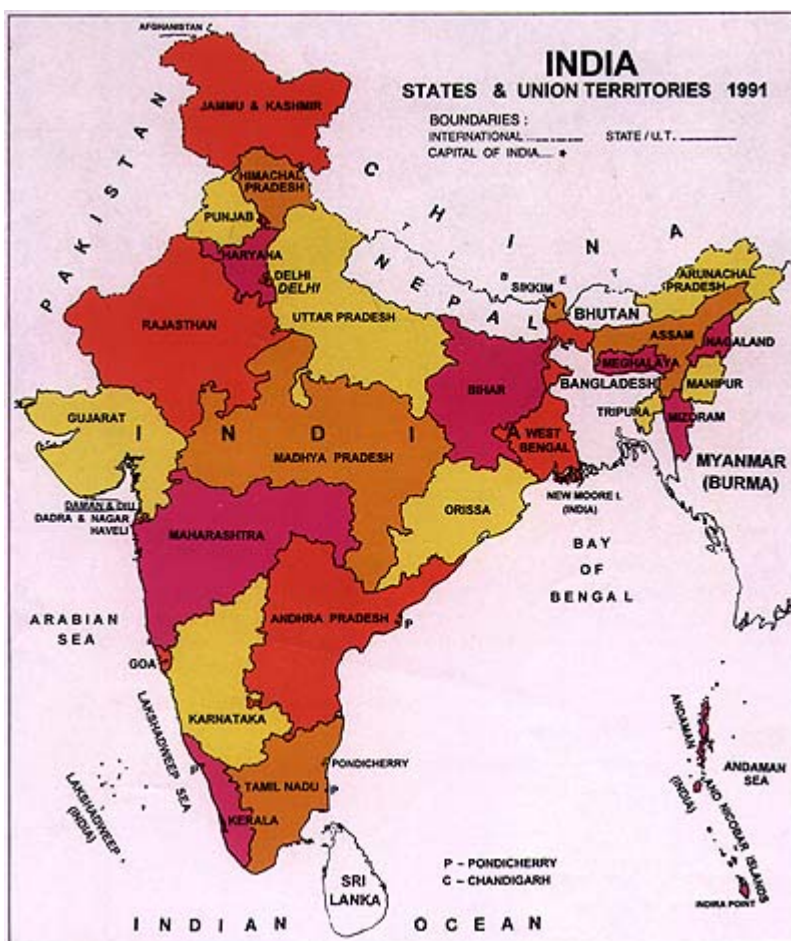 AFGHANISTAN
INDIA
STATES & UNION TERRITORIES 1991
BOUNDARIES :
INTERNATIONAL STATE / U.T.
CAPITAL OF INDIA.... *
JAMMU & KASHMIR
PAKISTAN
HIMACHAL
PRADESH
CHINA
TIBET
PUNJAB
HARYANA
DELHI
DELHI
NEPAL
SIKKIM
BHUTAN
ARUNACHAL
PRADESH
RAJASTHAN
UTTAR PRADESH
ASSAM
NAGALAND
MEGHALAYA
BIHAR
BANGLADESH
MANIPUR
GUJARAT
TRIPURA
MIZORAM
INDIA
WEST
BENGAL
MADHYA PRADESH
MYANMAR
(BURMA)
DAMAN & DIU
DADRA & NAGAR
HAVELI
NEW MOORE I.
(INDIA)
ORISSA
MAHARASHTRA
BAY
OF
BENGAL
ARABIAN
SEA
ANDHRA PRADESH
P
GOA
KARNATAKA
LAKSHADWEEP SEA
LAKSHADWEEP
(INDIA)
P
PONDICHERRY
TAMIL NADU
P
KERALA
ANDAMAN AND NICOBAR ISLANDS
(INDIA)
ANDAMAN
SEA
P – PONDICHERRY
C – CHANDIGARH
SRI
LANKA
INDIRA POINT
INDIAN OCEAN